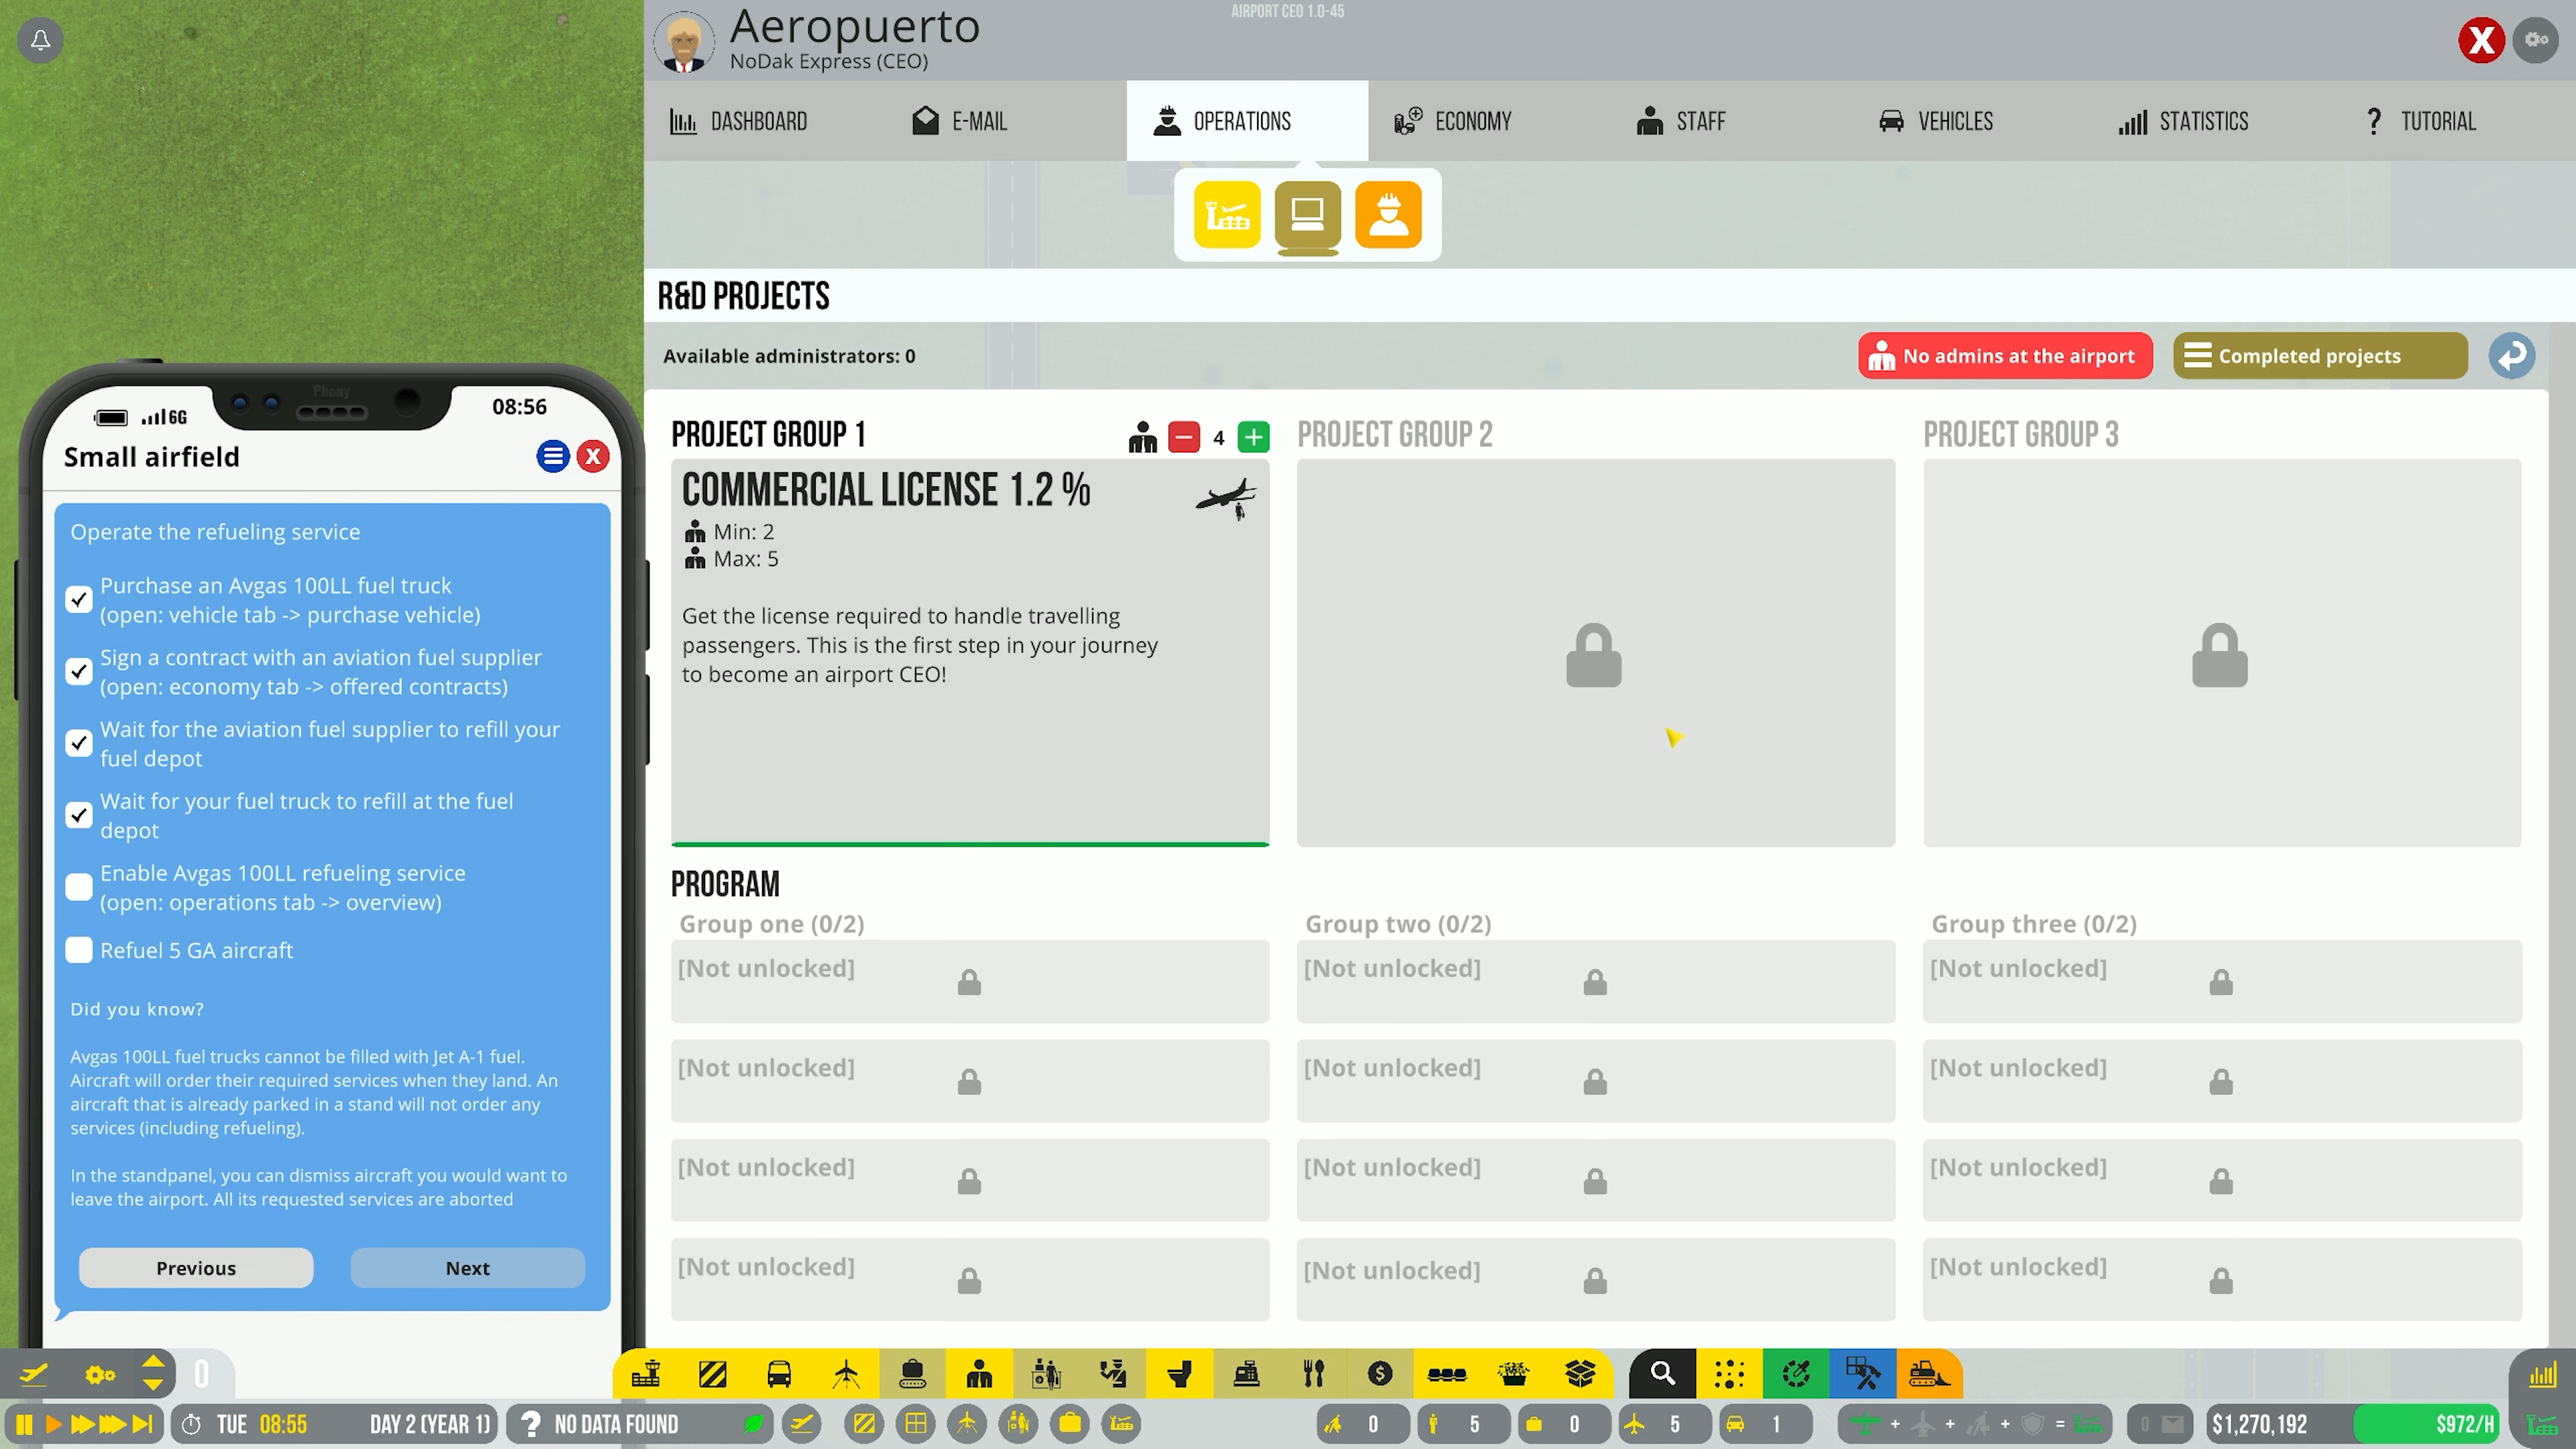 AIRPORT CEO 1.0-45
Aeropuerto
NoDak Express (CEO)
X
DASHBOARD
E-MAIL
OPERATIONS
ECONOMY
STAFF
VEHICLES
STATISTICS
? TUTORIAL
R&D PROJECTS
Available administrators: 0
No admins at the airport
Completed projects
PROJECT GROUP 1
4
COMMERCIAL LICENSE 1.2 %
Min: 2
Max: 5
Get the license required to handle travelling
passengers. This is the first step in your journey
to become an airport CEO!
PROJECT GROUP 2
PROJECT GROUP 3
PROGRAM
Group one (0/2)
[Not unlocked]
[Not unlocked]
[Not unlocked]
[Not unlocked]
Group two (0/2)
[Not unlocked]
[Not unlocked]
[Not unlocked]
[Not unlocked]
Group three (0/2)
[Not unlocked]
[Not unlocked]
[Not unlocked]
[Not unlocked]
Phony
6G
08:56
Small airfield
X
Operate the refueling service
Purchase an Avgas 100LL fuel truck
(open: vehicle tab -> purchase vehicle)
Sign a contract with an aviation fuel supplier
(open: economy tab -> offered contracts)
Wait for the aviation fuel supplier to refill your
fuel depot
Wait for your fuel truck to refill at the fuel
depot
Enable Avgas 100LL refueling service
(open: operations tab -> overview)
Refuel 5 GA aircraft
Did you know?
Avgas 100LL fuel trucks cannot be filled with Jet A-1 fuel.
Aircraft will order their required services when they land. An
aircraft that is already parked in a stand will not order any
services (including refueling).
In the standpanel, you can dismiss aircraft you would want to
leave the airport. All its requested services are aborted
Previous
Next
0
TUE 08:55 DAY 2 (YEAR 1)
? NO DATA FOUND
0
5
0
5
1
+ + + =
0
$1,270,192
$972/H